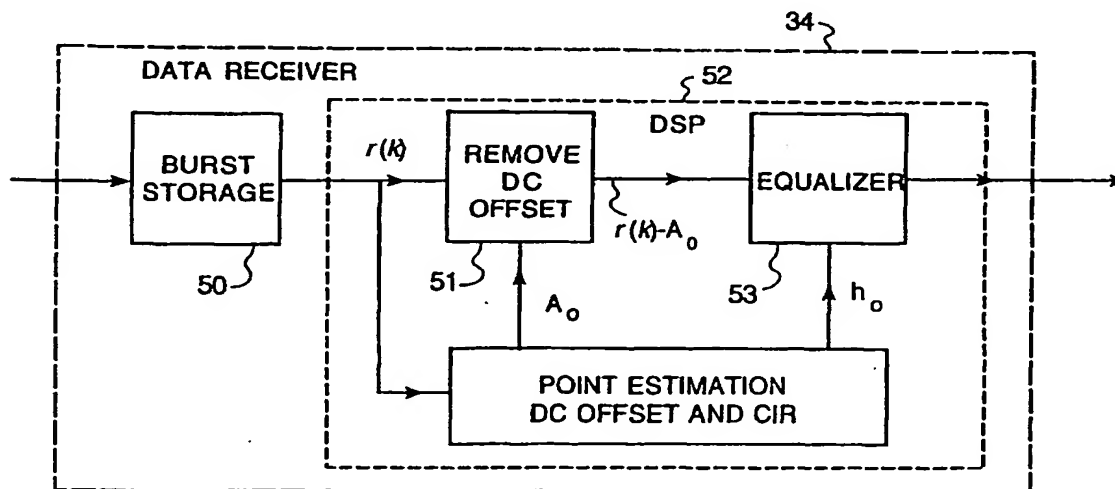 34
DATA RECEIVER
52
DSP
BURST
STORAGE
r(k)
REMOVE
DC
OFFSET
EQUALIZER
r(k)-A₀
50
51
53
A₀
h₀
POINT ESTIMATION
DC OFFSET AND CIR